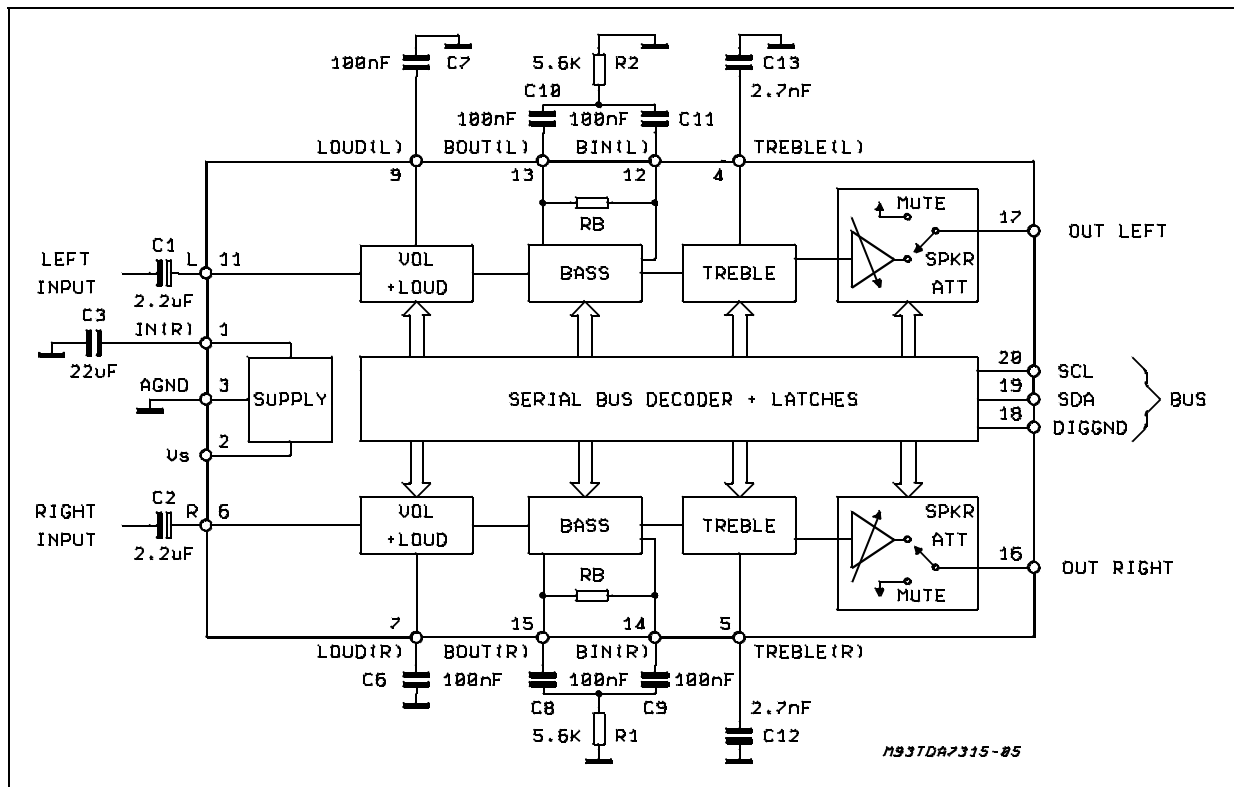 100nF C7 5.6K R2 C13
C10 2.7nF
100nF 100nF C11
LOUD(L) BOUT(L) BIN(L) TREBLE(L)
9 13 12 4
MUTE
RB 17
OUT LEFT
C1 L 11
LEFT INPUT
2.2uF
VOL +LOUD
BASS
TREBLE
SPKR ATT
C3 IN(R) 1
22uF
AGND 3
SUPPLY
SERIAL BUS DECODER + LATCHES
20 SCL
19 SDA
18 DIGGND
BUS
Vs 2
C2 R 6
RIGHT INPUT
2.2uF
VOL +LOUD
BASS
TREBLE
SPKR ATT
16
OUT RIGHT
RB
MUTE
7 15 14 5
LOUD(R) BOUT(R) BIN(R) TREBLE(R)
C6 100nF 100nF 100nF
C8 C9 2.7nF
5.6K R1 C12
M93TDA7315-05